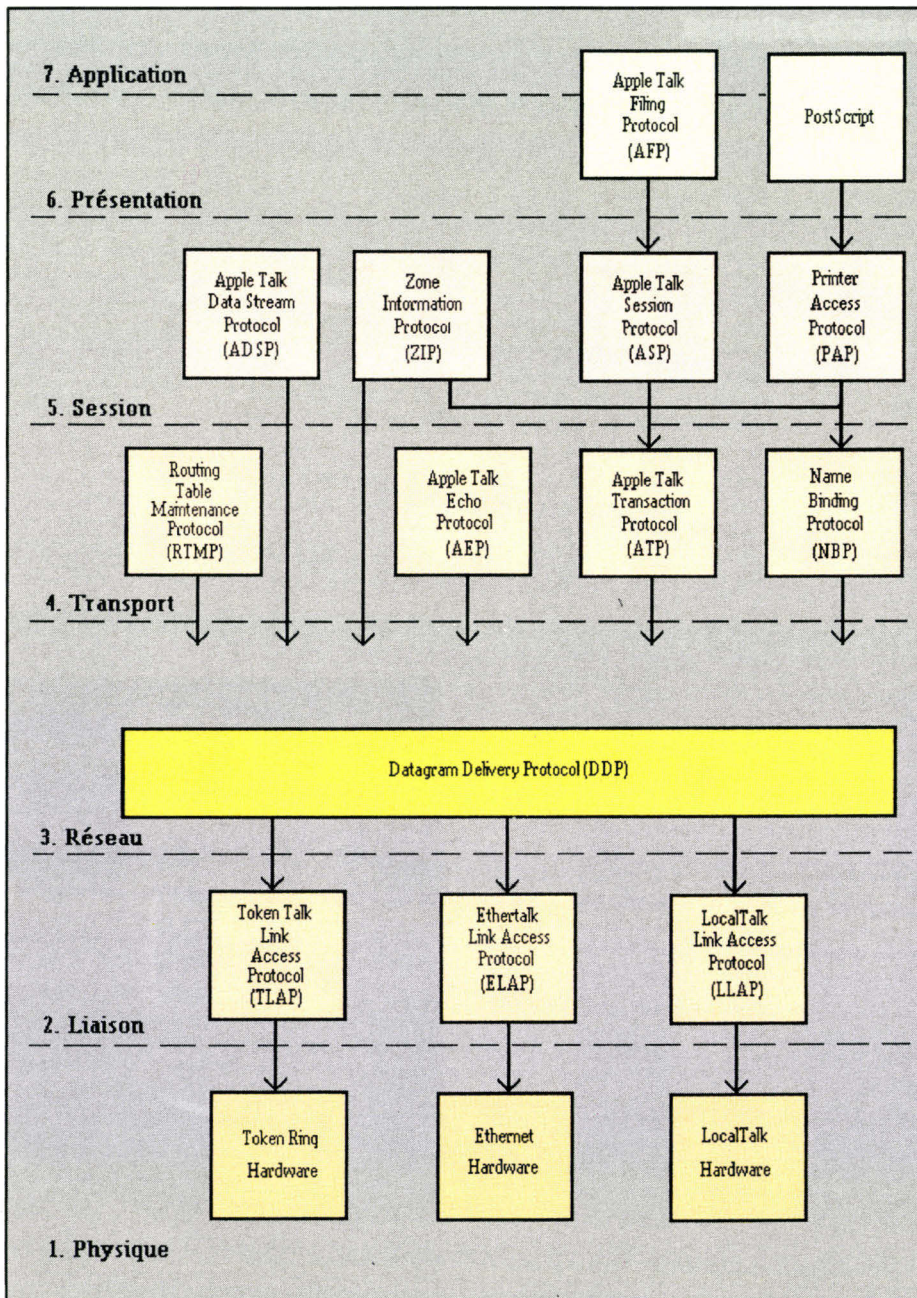 7. Application
Apple Talk
Filing
Protocol
(AFP)
PostScript
6. Présentation
Apple Talk
Data Stream
Protocol
(ADSP)
Zone
Information
Protocol
(ZIP)
Apple Talk
Session
Protocol
(ASP)
Printer
Access
Protocol
(PAP)
5. Session
Routing
Table
Maintenance
Protocol
(RTMP)
Apple Talk
Echo
Protocol
(AEP)
Apple Talk
Transaction
Protocol
(ATP)
Name
Binding
Protocol
(NBP)
4. Transport
Datagram Delivery Protocol (DDP)
3. Réseau
Token Talk
Link
Access
Protocol
(TLAP)
Ethertalk
Link Access
Protocol
(ELAP)
LocalTalk
Link Access
Protocol
(LLAP)
2. Liaison
Token Ring
Hardware
Ethernet
Hardware
LocalTalk
Hardware
1. Physique